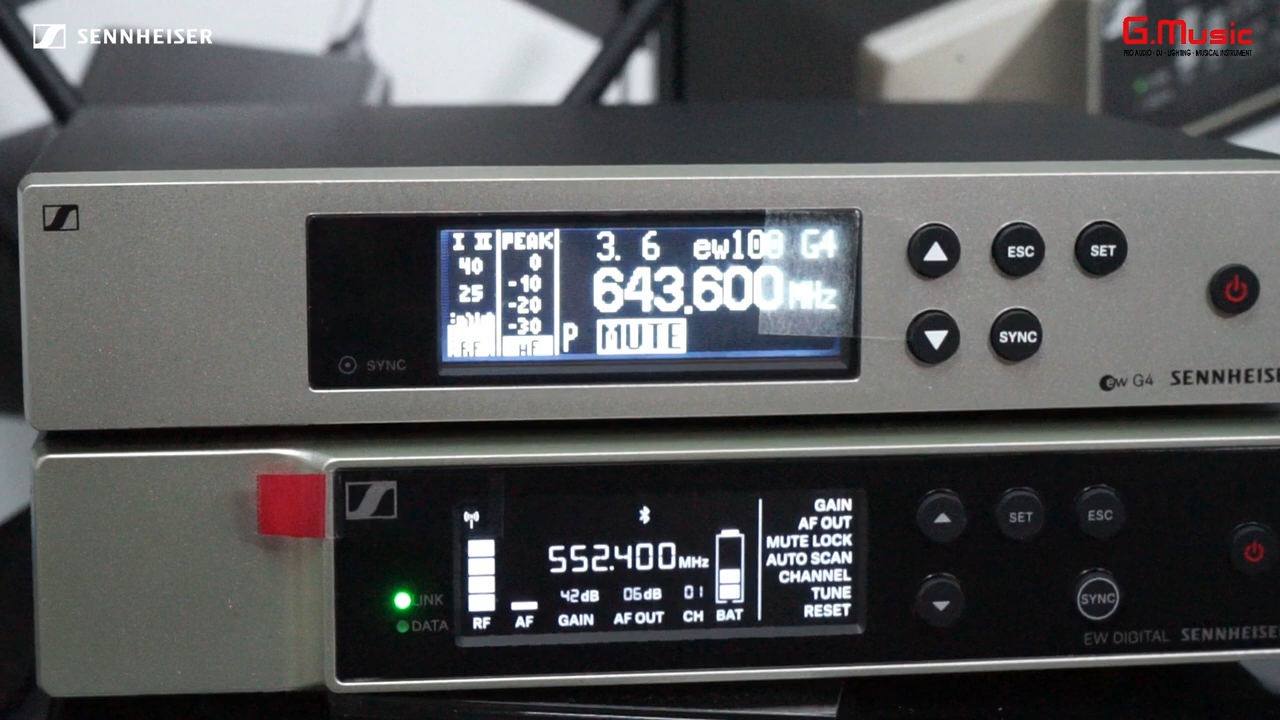 SENNHEISER
G.Music
PRO AUDIO - DJ - LIGHTING - MUSICAL INSTRUMENT
I II PEAK 3. 6 ew100 G4
40 0
25 -10
643.600 MHz
-20
-30
RF AF P MUTE
SYNC
ESC SET
SYNC
ew G4 SENNHEISE
552.400 MHz
42dB 06dB 01
RF AF GAIN AF OUT CH BAT
GAIN
AF OUT
MUTE LOCK
AUTO SCAN
CHANNEL
TUNE
RESET
LINK
DATA
SET ESC
SYNC
EW DIGITAL SENNHEISE